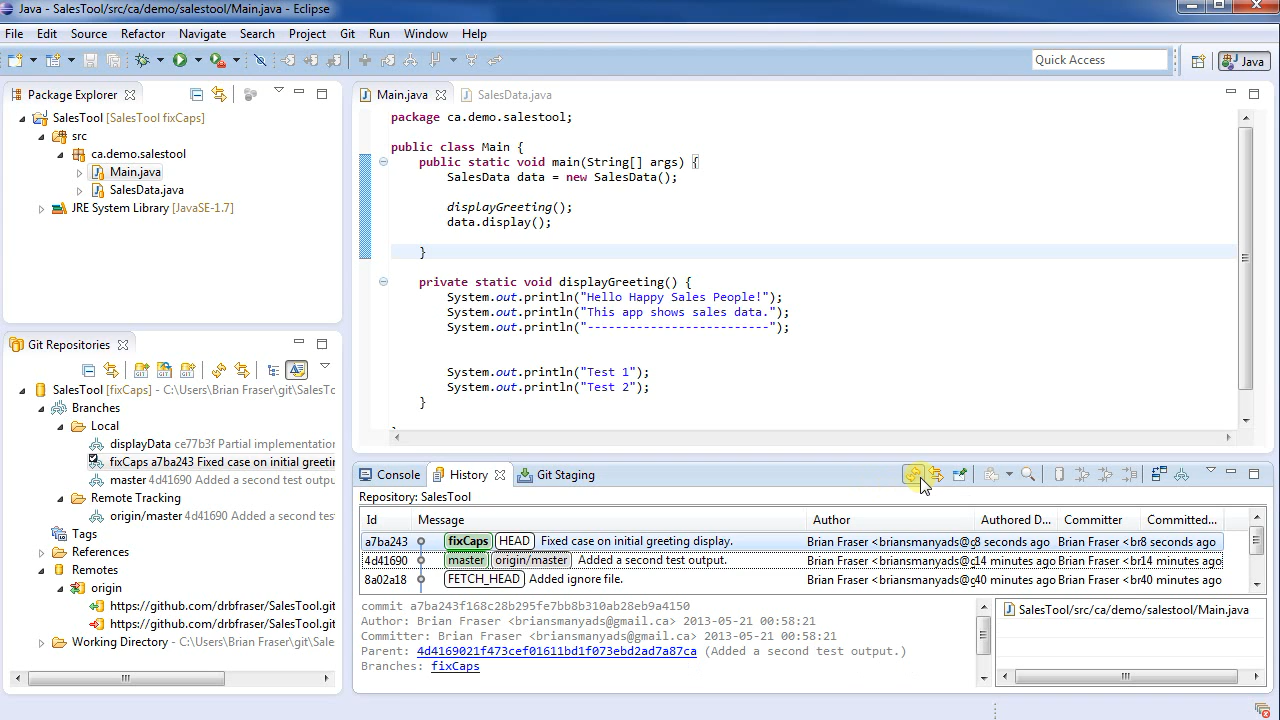 Java - SalesTool/src/ca/demo/salestool/Main.java - Eclipse
File Edit Source Refactor Navigate Search Project Git Run Window Help
Quick Access
Java
Package Explorer
SalesTool [SalesTool fixCaps]
src
ca.demo.salestool
Main.java
SalesData.java
JRE System Library [JavaSE-1.7]
Main.java SalesData.java
package ca.demo.salestool;
public class Main {
public static void main(String[] args) {
SalesData data = new SalesData();
displayGreeting();
data.display();
}
private static void displayGreeting() {
System.out.println("Hello Happy Sales People!");
System.out.println("This app shows sales data.");
System.out.println("--------------------------");
System.out.println("Test 1");
System.out.println("Test 2");
}
Git Repositories
SalesTool [fixCaps] - C:\Users\Brian Fraser\git\SalesTo
Branches
Local
displayData ce77b3f Partial implementation
fixCaps a7ba243 Fixed case on initial greetin
master 4d41690 Added a second test outpu
Remote Tracking
origin/master 4d41690 Added a second test
Tags
References
Remotes
origin
https://github.com/drbfraser/SalesTool.git
https://github.com/drbfraser/SalesTool.git
Working Directory - C:\Users\Brian Fraser\git\Sales
Console History Git Staging
Repository: SalesTool
Id Message Author Authored D... Committer Committed...
a7ba243 fixCaps HEAD Fixed case on initial greeting display. Brian Fraser <briansmanyads@g 8 seconds ago Brian Fraser <br 8 seconds ago
4d41690 master origin/master Added a second test output. Brian Fraser <briansmanyads@g 14 minutes ago Brian Fraser <br 14 minutes ago
8a02a18 FETCH_HEAD Added ignore file. Brian Fraser <briansmanyads@g 40 minutes ago Brian Fraser <br 40 minutes ago
commit a7ba243f168c28b295fe7bb8b310ab28eb9a4150
Author: Brian Fraser <briansmanyads@gmail.ca> 2013-05-21 00:58:21
Committer: Brian Fraser <briansmanyads@gmail.ca> 2013-05-21 00:58:21
Parent: 4d4169021f473cef01611bd1f073ebd2ad7a87ca (Added a second test output.)
Branches: fixCaps
SalesTool/src/ca/demo/salestool/Main.java